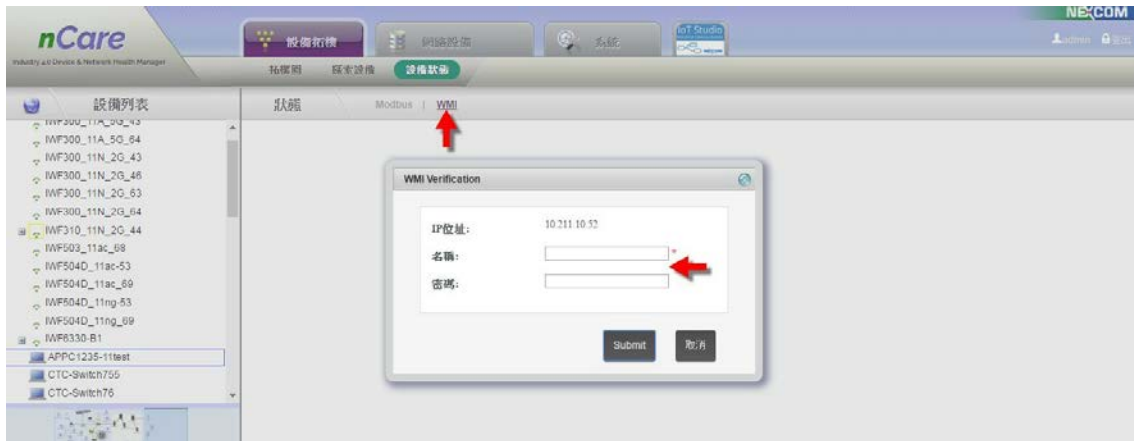 NEXCOM
nCare
Industry 4.0 Device & Network Health Manager
設備拓樸
網絡設備
系統
IoT Studio
admin
登出
拓樸圖
探索設備
設備狀態
設備列表
狀態
Modbus | WMI
IWF300_11A_5G_43
IWF300_11A_5G_64
IWF300_11N_2G_43
IWF300_11N_2G_46
IWF300_11N_2G_63
IWF300_11N_2G_64
IWF310_11N_2G_44
IWF503_11ac_68
IWF504D_11ac-53
IWF504D_11ac_69
IWF504D_11ng-53
IWF504D_11ng_69
IWF6330-B1
APPC1235-11test
CTC-Switch755
CTC-Switch76
WMI Verification
IP位址: 10.211.10.52
名稱: *
密碼:
Submit 取消